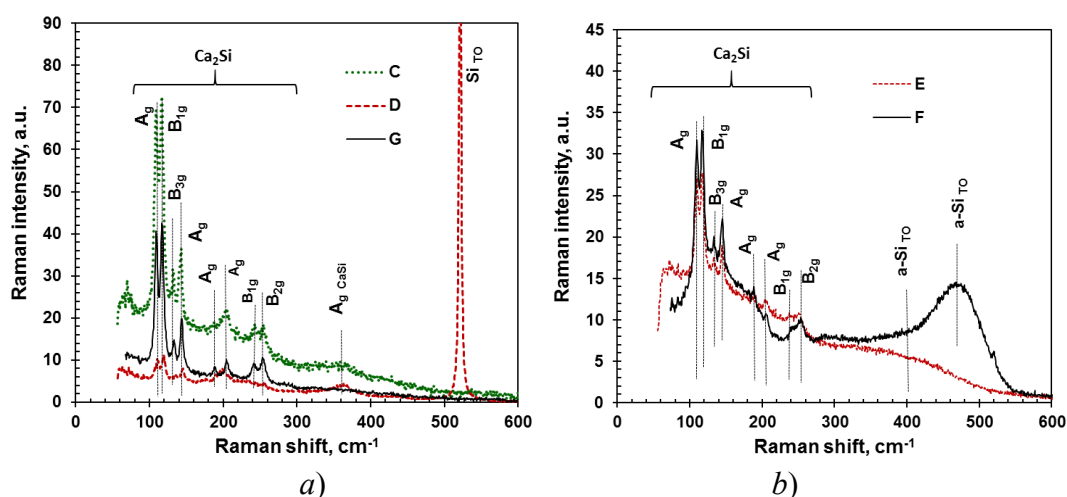 90
80
70
60
50
40
30
20
10
0
Raman intensity, a.u.
Ca2Si
C
D
G
Ag
B1g
B3g
Ag
Ag
Ag
B1g
B2g
Ag CaSi
Si TO
0 100 200 300 400 500 600
Raman shift, cm-1
a)
45
40
35
30
25
20
15
10
5
0
Raman intensity, a.u.
Ca2Si
E
F
Ag
B1g
B3g
Ag
Ag
Ag
B1g
B2g
a-Si TO
a-Si TO
0 100 200 300 400 500 600
Raman shift, cm-1
b)